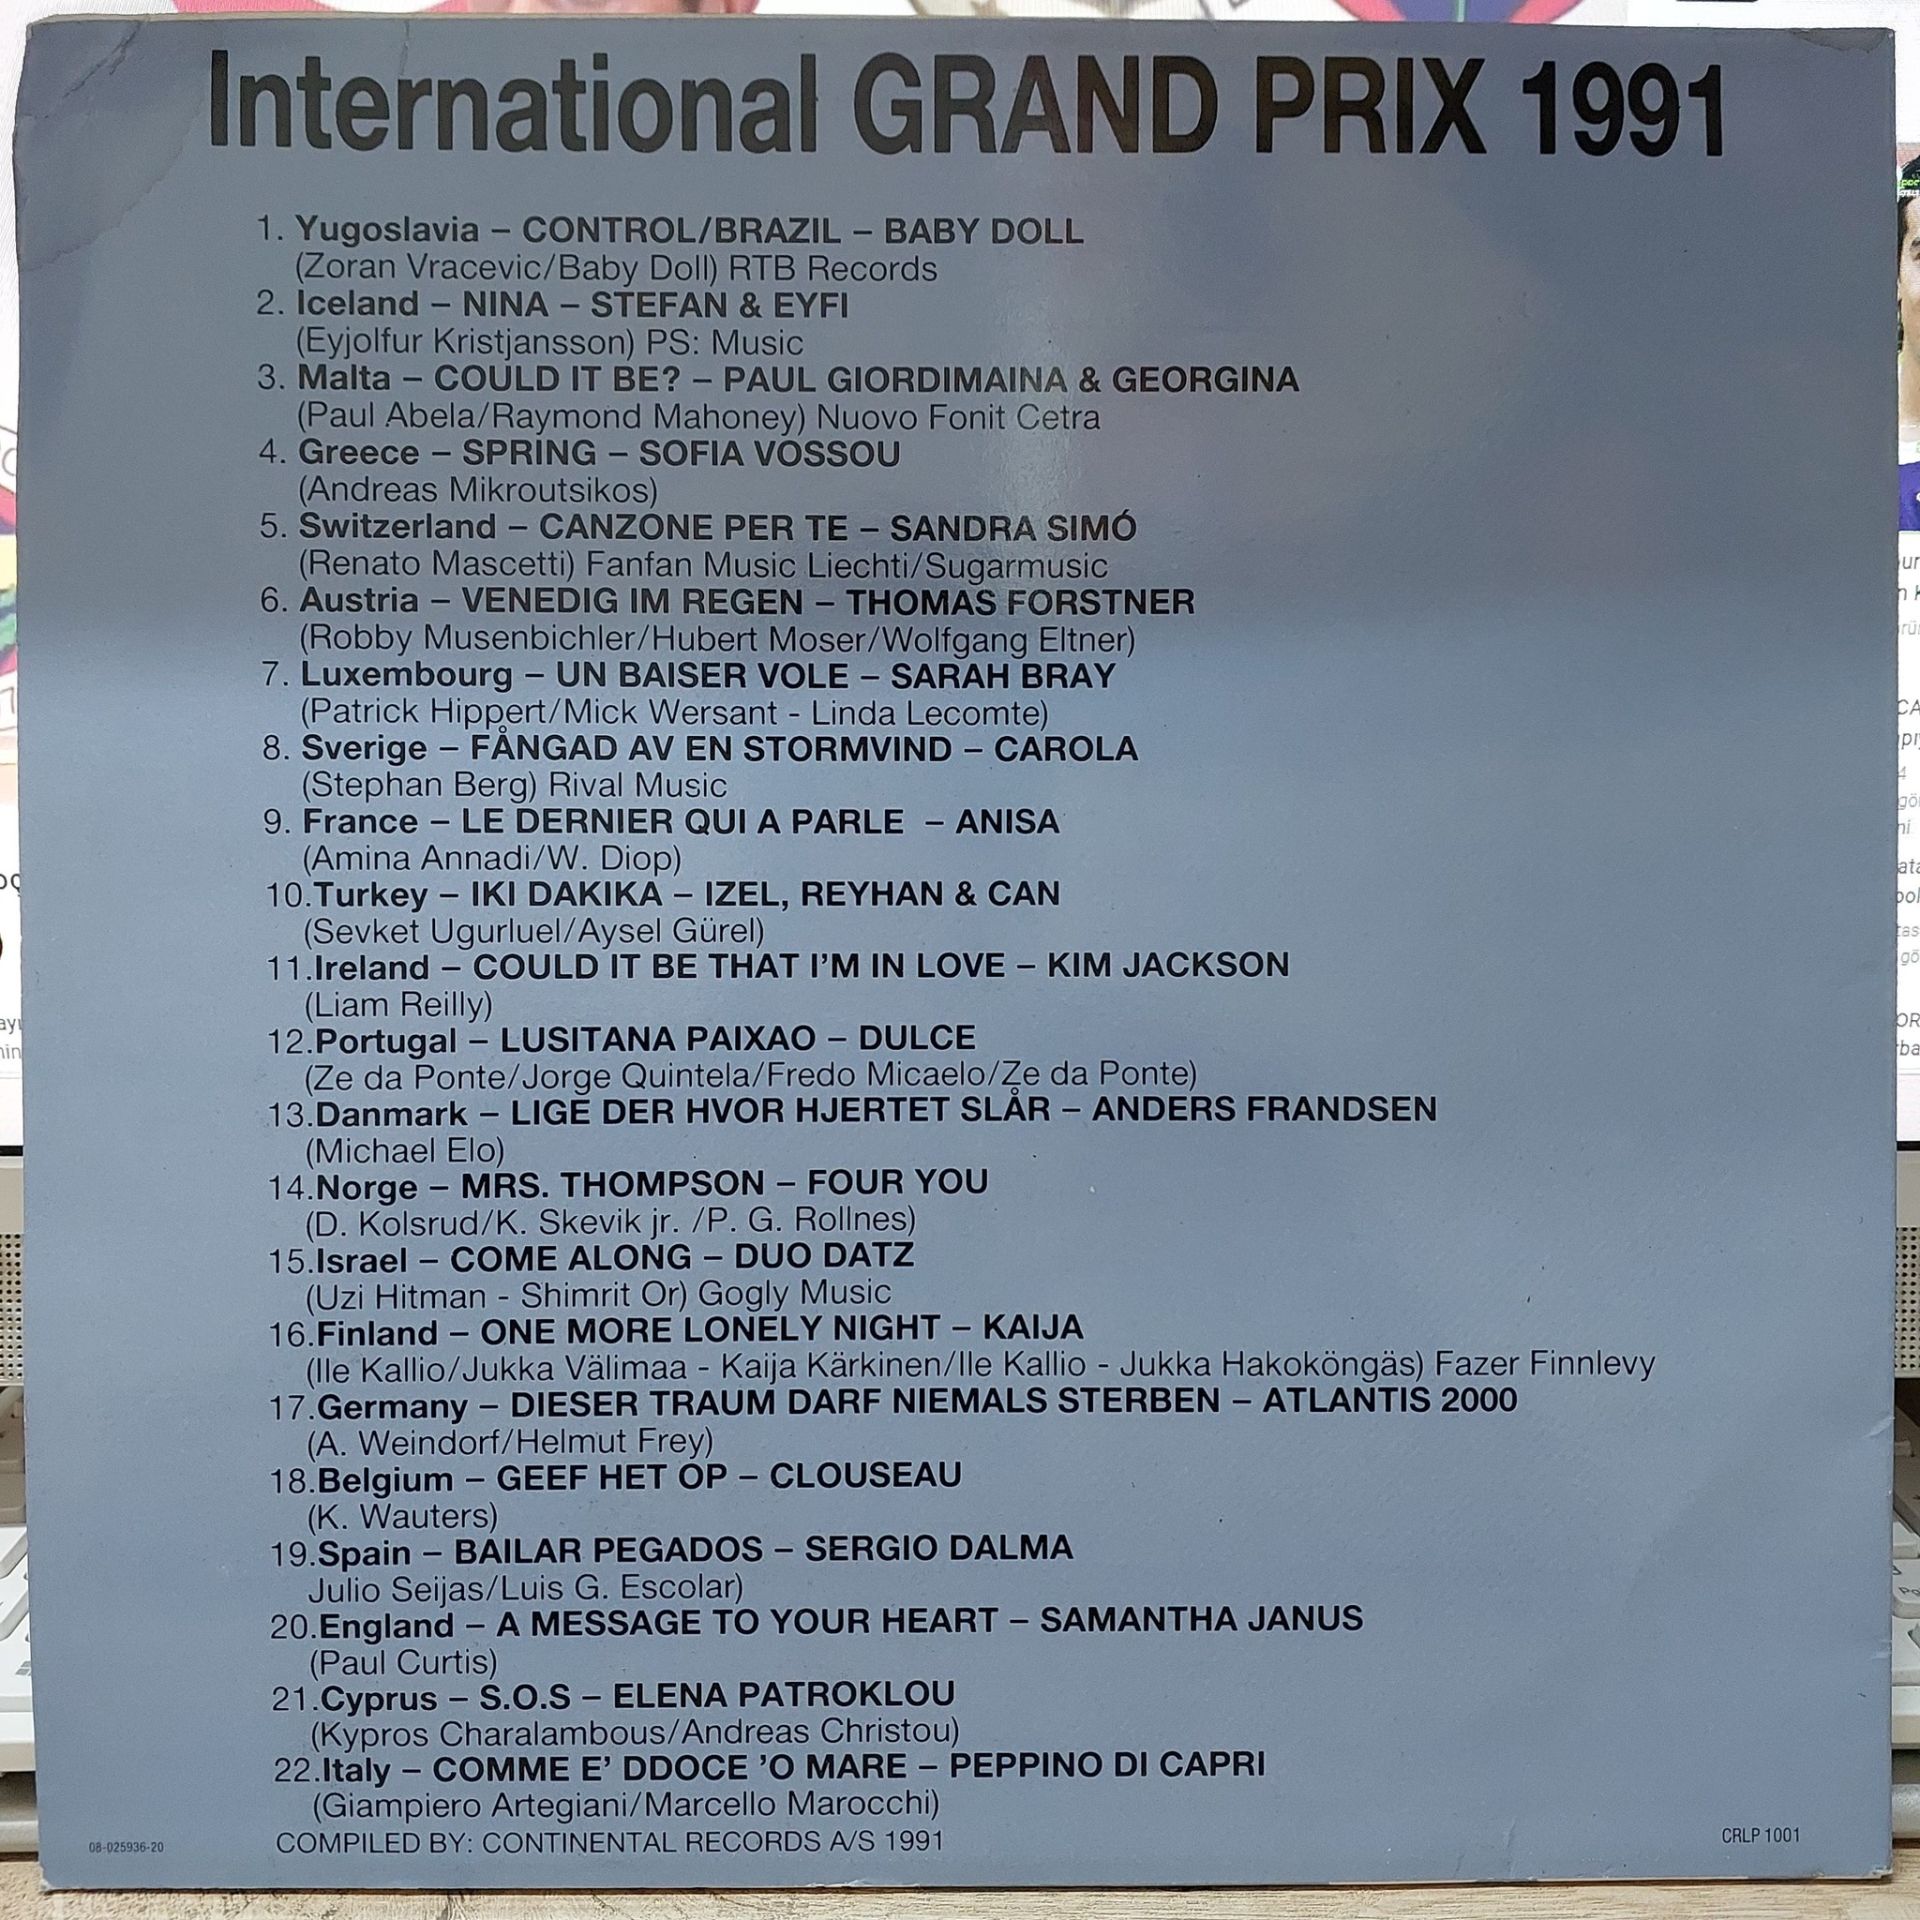 International GRAND PRIX 1991
1. Yugoslavia – CONTROL/BRAZIL – BABY DOLL
(Zoran Vracevic/Baby Doll) RTB Records
2. Iceland – NINA – STEFAN & EYFI
(Eyjolfur Kristjansson) PS: Music
3. Malta – COULD IT BE? – PAUL GIORDIMAINA & GEORGINA
(Paul Abela/Raymond Mahoney) Nuovo Fonit Cetra
4. Greece – SPRING – SOFIA VOSSOU
(Andreas Mikroutsikos)
5. Switzerland – CANZONE PER TE – SANDRA SIMÓ
(Renato Mascetti) Fanfan Music Liechti/Sugarmusic
6. Austria – VENEDIG IM REGEN – THOMAS FORSTNER
(Robby Musenbichler/Hubert Moser/Wolfgang Eltner)
7. Luxembourg – UN BAISER VOLE – SARAH BRAY
(Patrick Hippert/Mick Wersant - Linda Lecomte)
8. Sverige – FÅNGAD AV EN STORMVIND – CAROLA
(Stephan Berg) Rival Music
9. France – LE DERNIER QUI A PARLE – ANISA
(Amina Annadi/W. Diop)
10.Turkey – IKI DAKIKA – IZEL, REYHAN & CAN
(Sevket Ugurluel/Aysel Gürel)
11.Ireland – COULD IT BE THAT I'M IN LOVE – KIM JACKSON
(Liam Reilly)
12.Portugal – LUSITANA PAIXAO – DULCE
(Ze da Ponte/Jorge Quintela/Fredo Micaelo/Ze da Ponte)
13.Danmark – LIGE DER HVOR HJERTET SLÅR – ANDERS FRANDSEN
(Michael Elo)
14.Norge – MRS. THOMPSON – FOUR YOU
(D. Kolsrud/K. Skevik jr. /P. G. Rollnes)
15.Israel – COME ALONG – DUO DATZ
(Uzi Hitman - Shimrit Or) Gogly Music
16.Finland – ONE MORE LONELY NIGHT – KAIJA
(Ile Kallio/Jukka Välimaa - Kaija Kärkinen/Ile Kallio - Jukka Hakoköngäs) Fazer Finnlevy
17.Germany – DIESER TRAUM DARF NIEMALS STERBEN – ATLANTIS 2000
(A. Weindorf/Helmut Frey)
18.Belgium – GEEF HET OP – CLOUSEAU
(K. Wauters)
19.Spain – BAILAR PEGADOS – SERGIO DALMA
Julio Seijas/Luis G. Escolar)
20.England – A MESSAGE TO YOUR HEART – SAMANTHA JANUS
(Paul Curtis)
21.Cyprus – S.O.S – ELENA PATROKLOU
(Kypros Charalambous/Andreas Christou)
22.Italy – COMME E' DDOCE 'O MARE – PEPPINO DI CAPRI
(Giampiero Artegiani/Marcello Marocchi)
08-025936-20 COMPILED BY: CONTINENTAL RECORDS A/S 1991 CRLP 1001